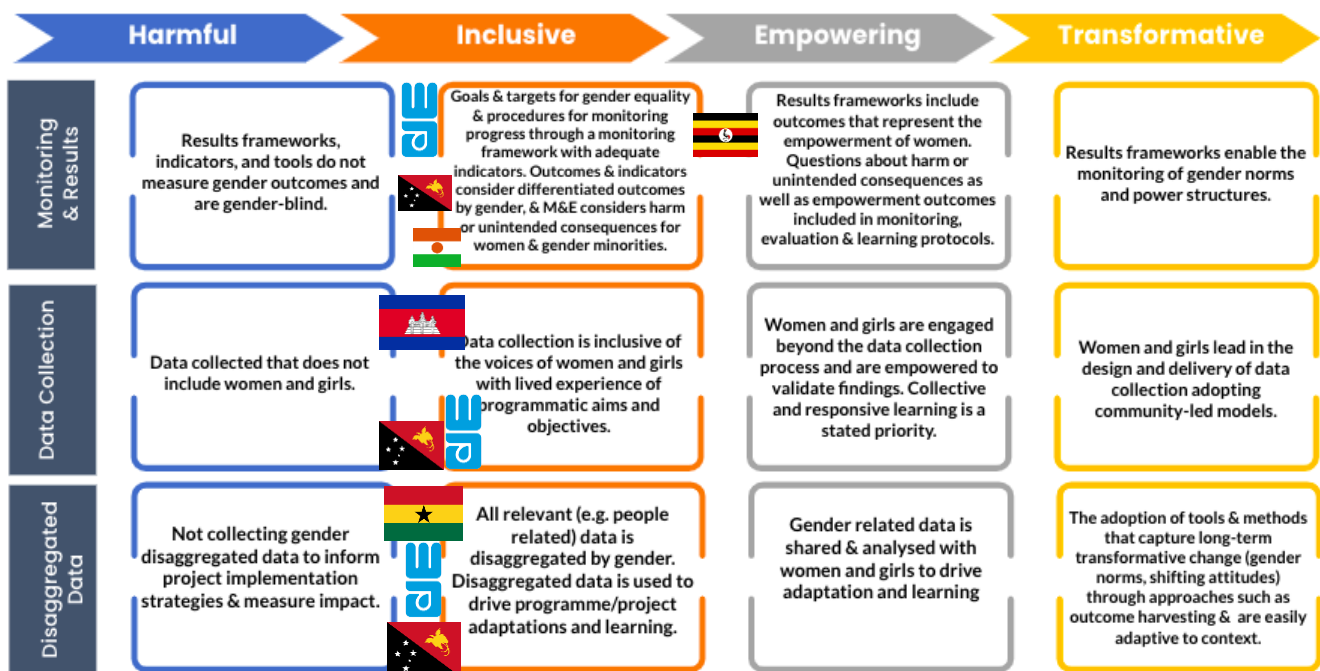 Harmful
Inclusive
Empowering
Transformative
Monitoring
& Results
Results frameworks,
indicators, and tools do not
measure gender outcomes and
are gender-blind.
Goals & targets for gender equality
& procedures for monitoring
progress through a monitoring
framework with adequate
indicators. Outcomes & indicators
consider differentiated outcomes
by gender, & M&E considers harm
or unintended consequences for
women & gender minorities.
Results frameworks include
outcomes that represent the
empowerment of women.
Questions about harm or
unintended consequences as
well as empowerment outcomes
included in monitoring,
evaluation & learning protocols.
Results frameworks enable the
monitoring of gender norms
and power structures.
Data Collection
Data collected that does not
include women and girls.
Data collection is inclusive of
the voices of women and girls
with lived experience of
programmatic aims and
objectives.
Women and girls are engaged
beyond the data collection
process and are empowered to
validate findings. Collective
and responsive learning is a
stated priority.
Women and girls lead in the
design and delivery of data
collection adopting
community-led models.
Disaggregated
Data
Not collecting gender
disaggregated data to inform
project implementation
strategies & measure impact.
All relevant (e.g. people
related) data is
disaggregated by gender.
Disaggregated data is used to
drive programme/project
adaptations and learning.
Gender related data is
shared & analysed with
women and girls to drive
adaptation and learning
The adoption of tools & methods
that capture long-term
transformative change (gender
norms, shifting attitudes)
through approaches such as
outcome harvesting & are easily
adaptive to context.